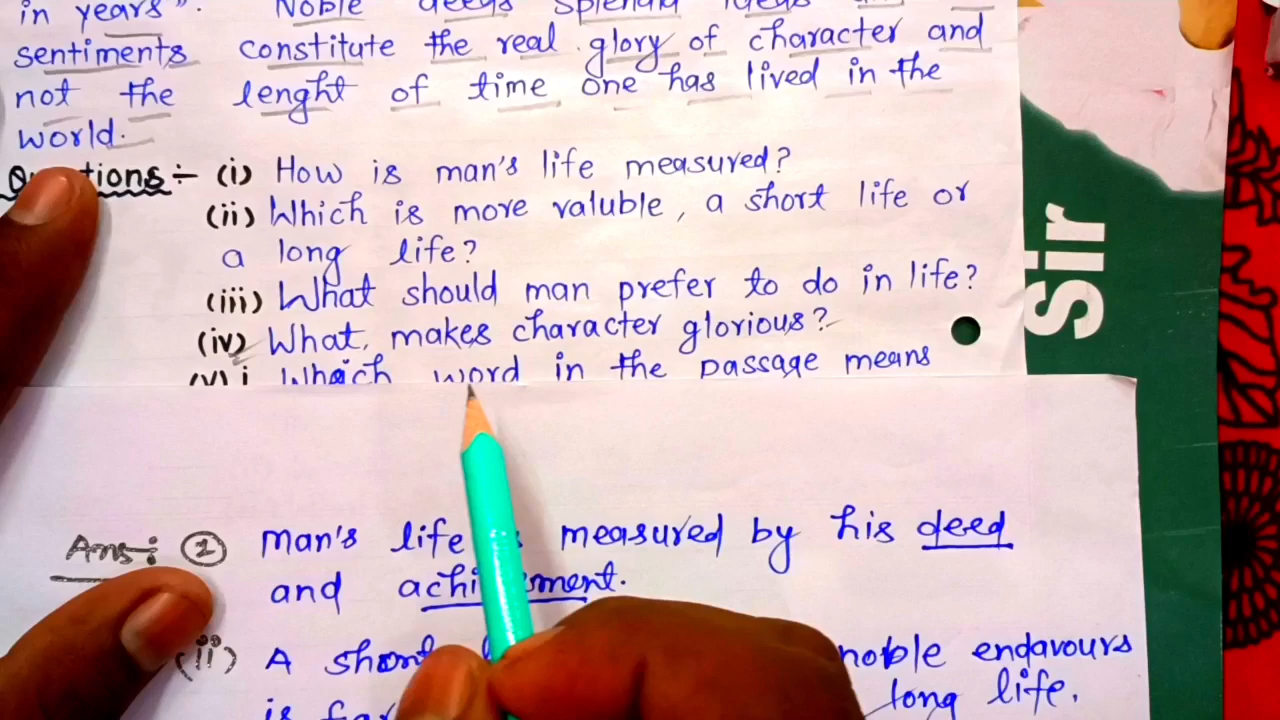 in years".
Noble deeds splendid ideas and
sentiments constitute the real glory of character and
not the lenght of time one has lived in the
world.
Questions:- (i) How is man's life measured?
(ii) Which is more valuble, a short life or
a long life?
(iii) What should man prefer to do in life?
(iv) What makes character glorious?
(v) i Which word in the passage means
Ans: 1 Man's life is measured by his deed
and achievement.
(ii) A short noble endavours
is far long life.
Sir